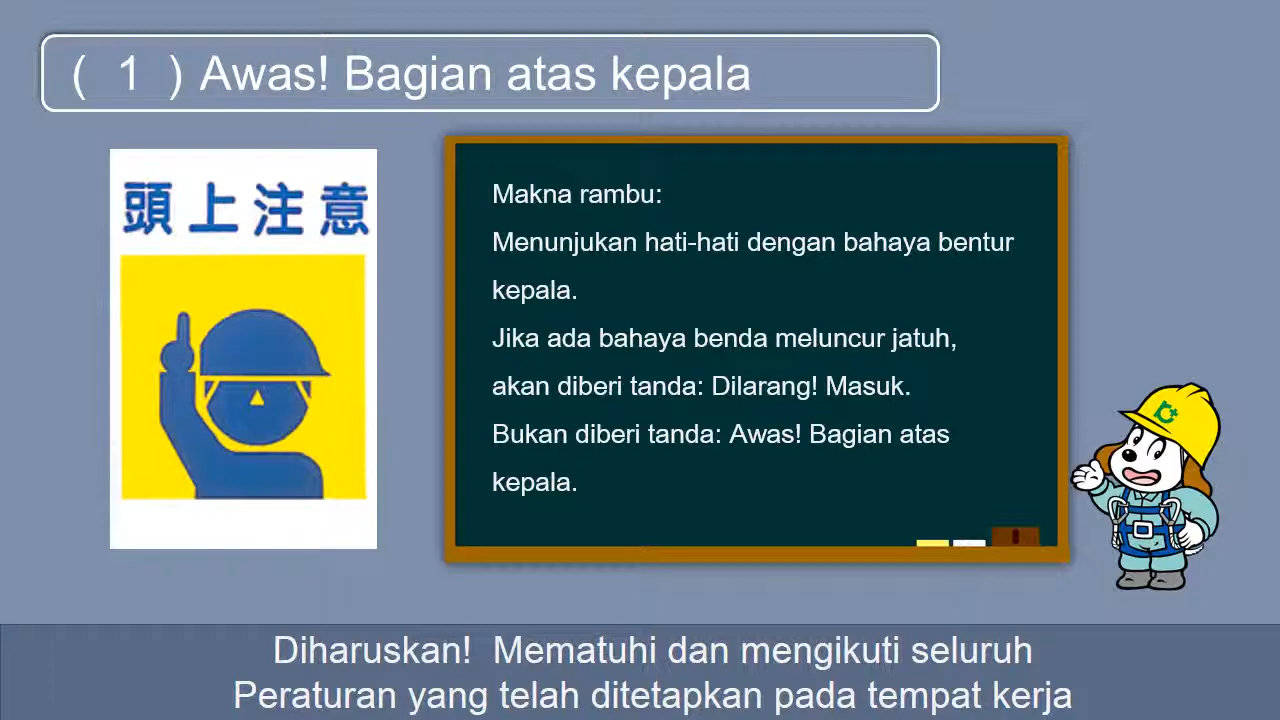 ( 1 ) Awas! Bagian atas kepala
頭上注意
Makna rambu:
Menunjukan hati-hati dengan bahaya bentur
kepala.
Jika ada bahaya benda meluncur jatuh,
akan diberi tanda: Dilarang! Masuk.
Bukan diberi tanda: Awas! Bagian atas
kepala.
Diharuskan! Mematuhi dan mengikuti seluruh
Peraturan yang telah ditetapkan pada tempat kerja